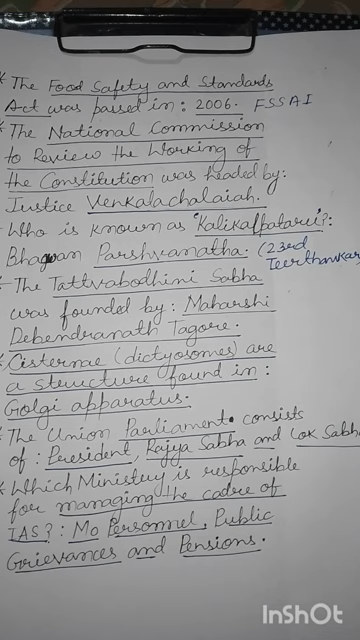 * The Food Safety and Standards
Act was passed in : 2006. FSSAI
* The National Commission
to Review the Working of
the Constitution was headed by:
Justice Venkalachalaiah.
- Who is known as "Kalikalpataru"?:
Bhagwan Parshvanatha. (23rd
Teerthankar)
- The Tattvabodhini Sabha
was founded by : Maharshi
Debendranath Tagore.
* Cisternae (dictyosomes) are
a structure found in :
Golgi apparatus.
* The Union Parliament consists
of : President, Rajya Sabha and Lok Sabha
* Which Ministry is responsible
for managing the cadre of
IAS? : Mo Personnel, Public
Grievances and Pensions.
InShOt